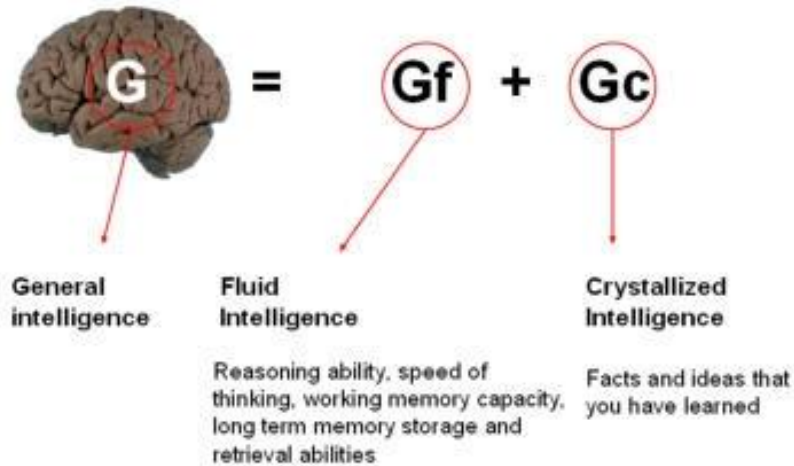 G = Gf + Gc
General
intelligence
Fluid
Intelligence
Reasoning ability, speed of
thinking, working memory capacity,
long term memory storage and
retrieval abilities
Crystallized
Intelligence
Facts and ideas that
you have learned